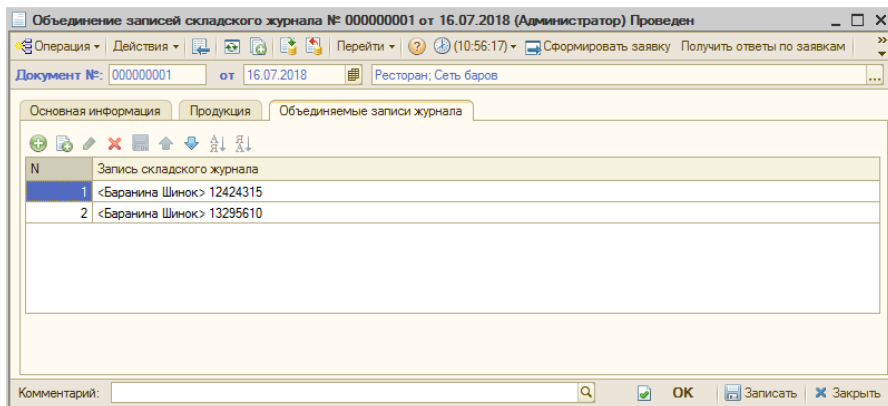 Объединение записей складского журнала № 000000001 от 16.07.2018 (Администратор) Проведен
Операция Действия Перейти (10:56:17) Сформировать заявку Получить ответы по заявкам
Документ №: 000000001 от 16.07.2018 Ресторан; Сеть баров ...
Основная информация Продукция Объединяемые записи журнала
N Запись складского журнала
1 <Баранина Шинок> 12424315
2 <Баранина Шинок> 13295610
Комментарий: OK Записать Закрыть